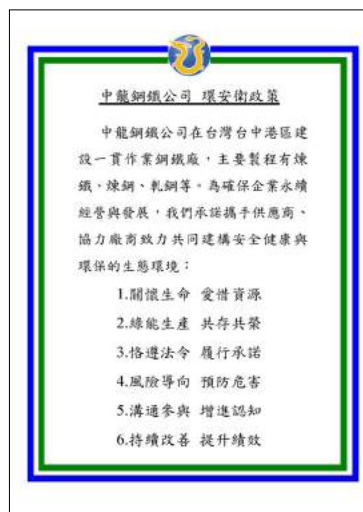 中龍鋼鐵公司 環安衛政策
中龍鋼鐵公司在台灣台中港區建
設一貫作業鋼鐵廠，主要製程有煉
鐵、煉鋼、軋鋼等。為確保企業永續
經營與發展，我們承諾攜手供應商、
協力廠商致力共同建構安全健康與
環保的生態環境：
1.關懷生命 愛惜資源
2.綠能生產 共存共榮
3.恪遵法令 履行承諾
4.風險導向 預防危害
5.溝通參與 增進認知
6.持續改善 提升績效